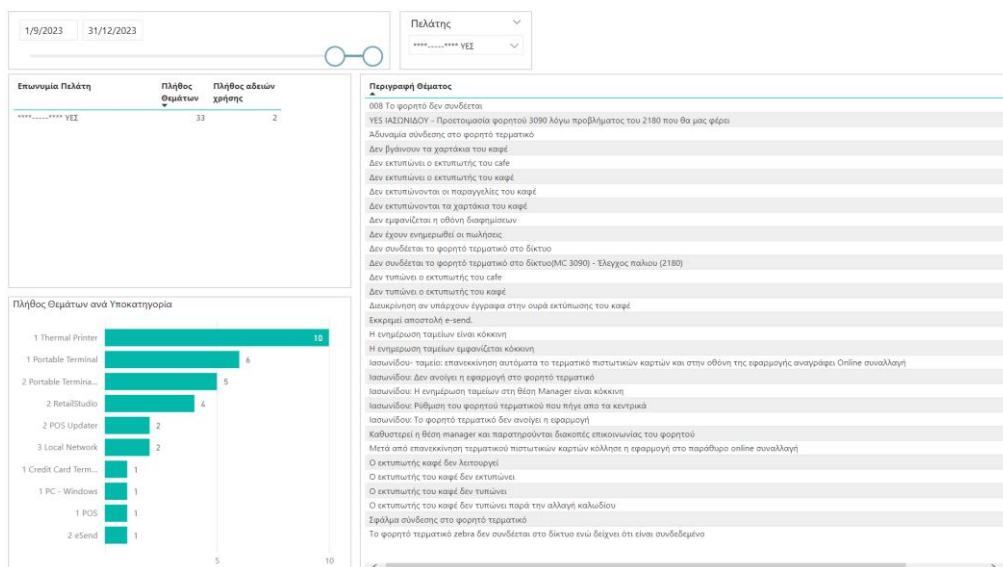 1/9/2023 31/12/2023
Πελάτης
****-----**** ΥΕΣ
Επωνυμία Πελάτη Πλήθος Θεμάτων Πλήθος αδειών χρήσης
****-----**** ΥΕΣ 33 2
Περιγραφή Θέματος
008 Το φορητό δεν συνδέεται
YES ΙΑΣΩΝΙΔΟΥ - Προετοιμασία φορητού 3090 λόγω προβλήματος του 2180 που θα μας φέρει
Άδυναμία σύνδεσης στο φορητό τερματικό
Δεν βγάινουν τα χαρτάκια του καφέ
Δεν εκτυπώνει ο εκτυπωτής του cafe
Δεν εκτυπώνει ο εκτυπωτής του καφέ
Δεν εκτυπώνονται οι παραγγελίες του καφέ
Δεν εκτυπώνονται τα χαρτάκια του καφέ
Δεν εμφανίζεται η οθόνη διαφημίσεων
Δεν έχουν ενημερωθεί οι πωλήσεις
Δεν συνδέεται το φορητό τερματικό στο δίκτυο
Δεν συνδέεται το φορητό τερματικό στο δίκτυο(MC 3090) - Έλεγχος παλιου (2180)
Δεν τυπώνει ο εκτυπωτής του cafe
Δεν τυπώνει ο εκτυπωτής του καφέ
Διευκρίνηση αν υπάρχουν έγγραφα στην ουρά εκτύπωσης του καφέ
Εκκρεμεί αποστολή e-send.
Η ενημέρωση ταμείων είναι κόκκινη
Η ενημερωση ταμείων εμφανίζεται κόκκινη
Ιασωνίδου- ταμείο: επανεκκίνηση αυτόματα το τερματικό πιστωτικών καρτών και στην οθόνη της εφαρμογής αναγράφει Online συναλλαγή
Ιασωνίδου: Δεν ανοίγει η εφαρμογή στο φορητό τερματικό
Ιασωνίδου: Η ενημέρωση ταμείων στη θέση Manager είναι κόκκινη
Ιασωνίδου: Ρύθμιση του φορητού τερματικού που πήγε απο τα κεντρικά
Ιασωνίδου: Το φορητό τερματικό δεν ανοίγει η εφαρμογή
Καθυστερεί η θέση manager και παρατηρούνται διακοπές επικοινωνίας του φορητού
Μετά από επανεκκίνηση τερματικού πιστωτικών καρτών κόλλησε η εφαρμογή στο παράθυρο online συναλλαγή
Ο εκτυπωτής καφέ δεν λειτουργεί
Ο εκτυπωτής του καφέ δεν εκτυπώνει
Ο εκτυπωτής του καφέ δεν τυπώνει
Ο εκτυπωτής του καφέ δεν τυπώνει παρά την αλλαγή καλωδίου
Σφάλμα σύνδεσης στο φορητό τερματικό
Το φορητό τερματικό zebra δεν συνδέεται στο δίκτυο ενώ δείχνει ότι είναι συνδεδεμένο
Πλήθος Θεμάτων ανά Υποκατηγορία
1 Thermal Printer 10
1 Portable Terminal 6
2 Portable Termina... 5
2 RetailStudio 4
2 POS Updater 2
3 Local Network 2
1 Credit Card Term... 1
1 PC - Windows 1
1 POS 1
2 eSend 1
5 10